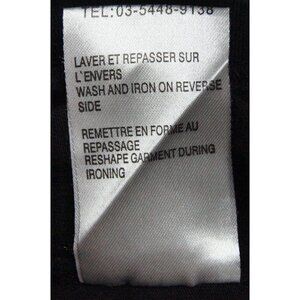 TEL:03-5448-9138
LAVER ET REPASSER SUR
L'ENVERS
WASH AND IRON ON REVERSE
SIDE
REMETTRE EN FORME AU
REPASSAGE
RESHAPE GARMENT DURING
IRONING